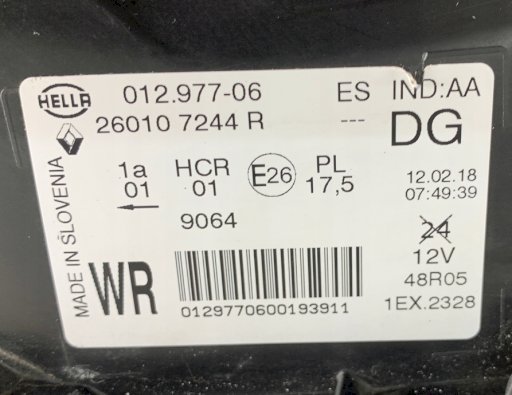 HELLA
012.977-06
ES
IND:AA
26010 7244 R
---
DG
MADE IN SLOVENIA
1a
01
HCR
01
E26
PL
17,5
12.02.18
07:49:39
9064
24
12V
WR
48R05
0129770600193911
1EX.2328